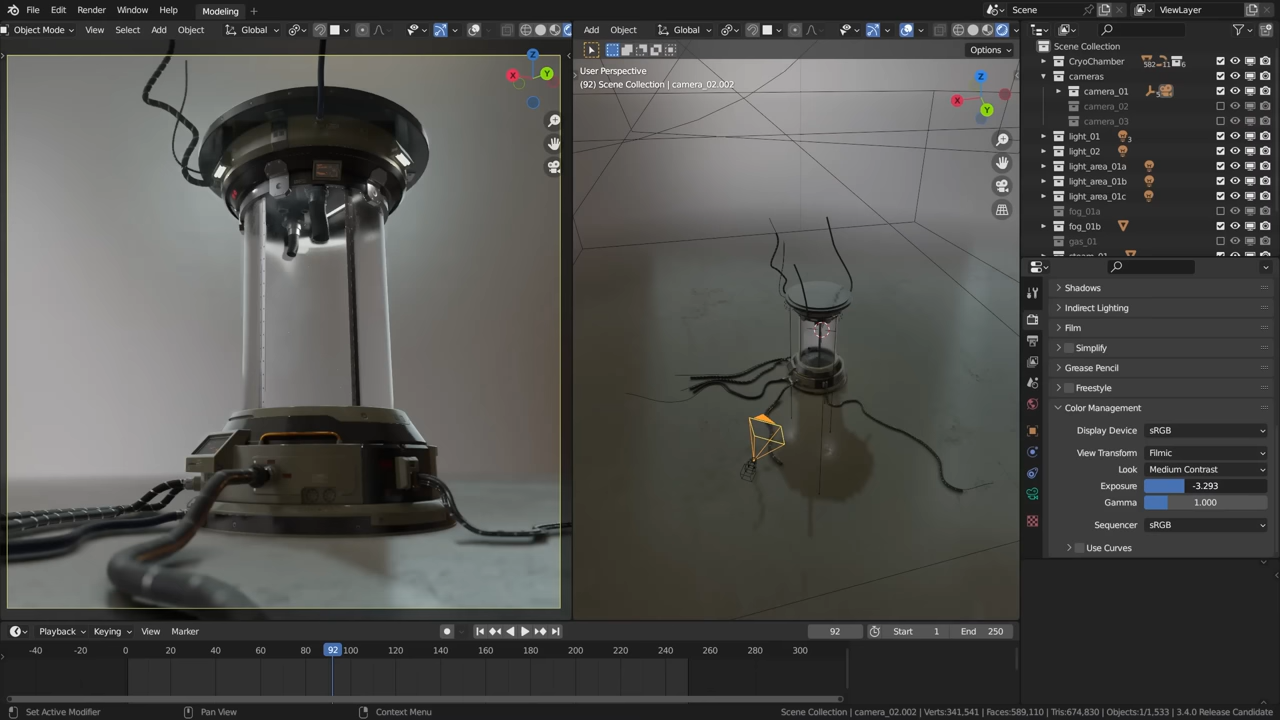 File Edit Render Window Help Modeling + Scene ViewLayer
Object Mode View Select Add Object Global
Add Object Global
Options
User Perspective
(92) Scene Collection | camera_02.002
Z
X
Y
Z
X
Y
Scene Collection
CryoChamber 582 11 6
cameras
camera_01 5
camera_02
camera_03
light_01 3
light_02
light_area_01a
light_area_01b
light_area_01c
fog_01a
fog_01b
gas_01
Shadows
Indirect Lighting
Film
Simplify
Grease Pencil
Freestyle
Color Management
Display Device sRGB
View Transform Filmic
Look Medium Contrast
Exposure -3.293
Gamma 1.000
Sequencer sRGB
Use Curves
Playback Keying View Marker 92 Start 1 End 250
-40 -20 0 20 40 60 80 92 100 120 140 160 180 200 220 240 260 280 300
Set Active Modifier Pan View Context Menu Scene Collection | camera_02.002 | Verts:341,541 | Faces:589,110 | Tris:674,830 | Objects:1/1,533 | 3.4.0 Release Candidate